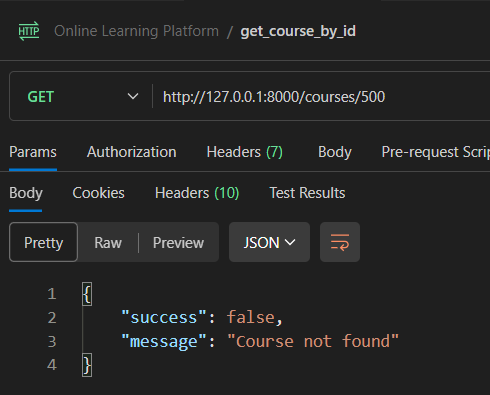 HTTP Online Learning Platform / get_course_by_id
GET http://127.0.0.1:8000/courses/500
Params Authorization Headers (7) Body Pre-request Scrip
Body Cookies Headers (10) Test Results
Pretty Raw Preview JSON
1 {
2 "success": false,
3 "message": "Course not found"
4 }